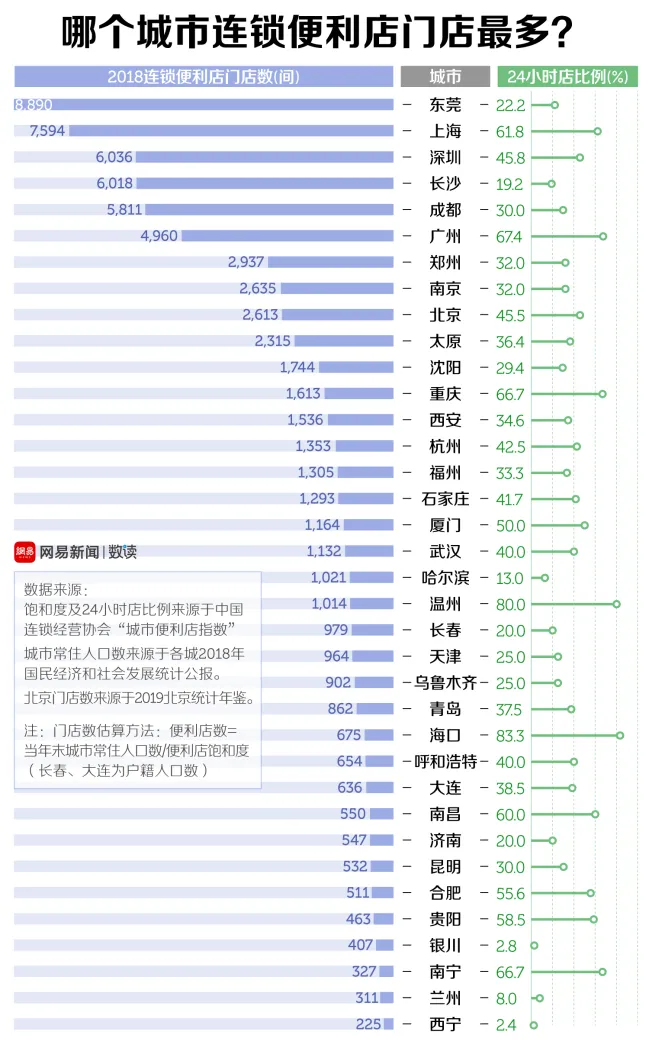 哪个城市连锁便利店门店最多？
2018连锁便利店门店数(间) 城市 24小时店比例(%)
8,890 东莞 22.2
7,594 上海 61.8
6,036 深圳 45.8
6,018 长沙 19.2
5,811 成都 30.0
4,960 广州 67.4
2,937 郑州 32.0
2,635 南京 32.0
2,613 北京 45.5
2,315 太原 36.4
1,744 沈阳 29.4
1,613 重庆 66.7
1,536 西安 34.6
1,353 杭州 42.5
1,305 福州 33.3
1,293 石家庄 41.7
1,164 厦门 50.0
1,132 武汉 40.0
1,021 哈尔滨 13.0
1,014 温州 80.0
979 长春 20.0
964 天津 25.0
902 乌鲁木齐 25.0
862 青岛 37.5
675 海口 83.3
654 呼和浩特 40.0
636 大连 38.5
550 南昌 60.0
547 济南 20.0
532 昆明 30.0
511 合肥 55.6
463 贵阳 58.5
407 银川 2.8
327 南宁 66.7
311 兰州 8.0
225 西宁 2.4
網易 网易新闻 | 数读
数据来源：
饱和度及24小时店比例来源于中国
连锁经营协会“城市便利店指数”
城市常住人口数来源于各城2018年
国民经济和社会发展统计公报。
北京门店数来源于2019北京统计年鉴。
注：门店数估算方法：便利店数=
当年末城市常住人口数/便利店饱和度
（长春、大连为户籍人口数）